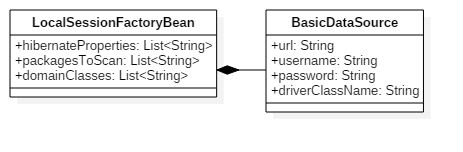 LocalSessionFactoryBean
+hibernateProperties: List<String>
+packagesToScan: List<String>
+domainClasses: List<String>
BasicDataSource
+url: String
+username: String
+password: String
+driverClassName: String